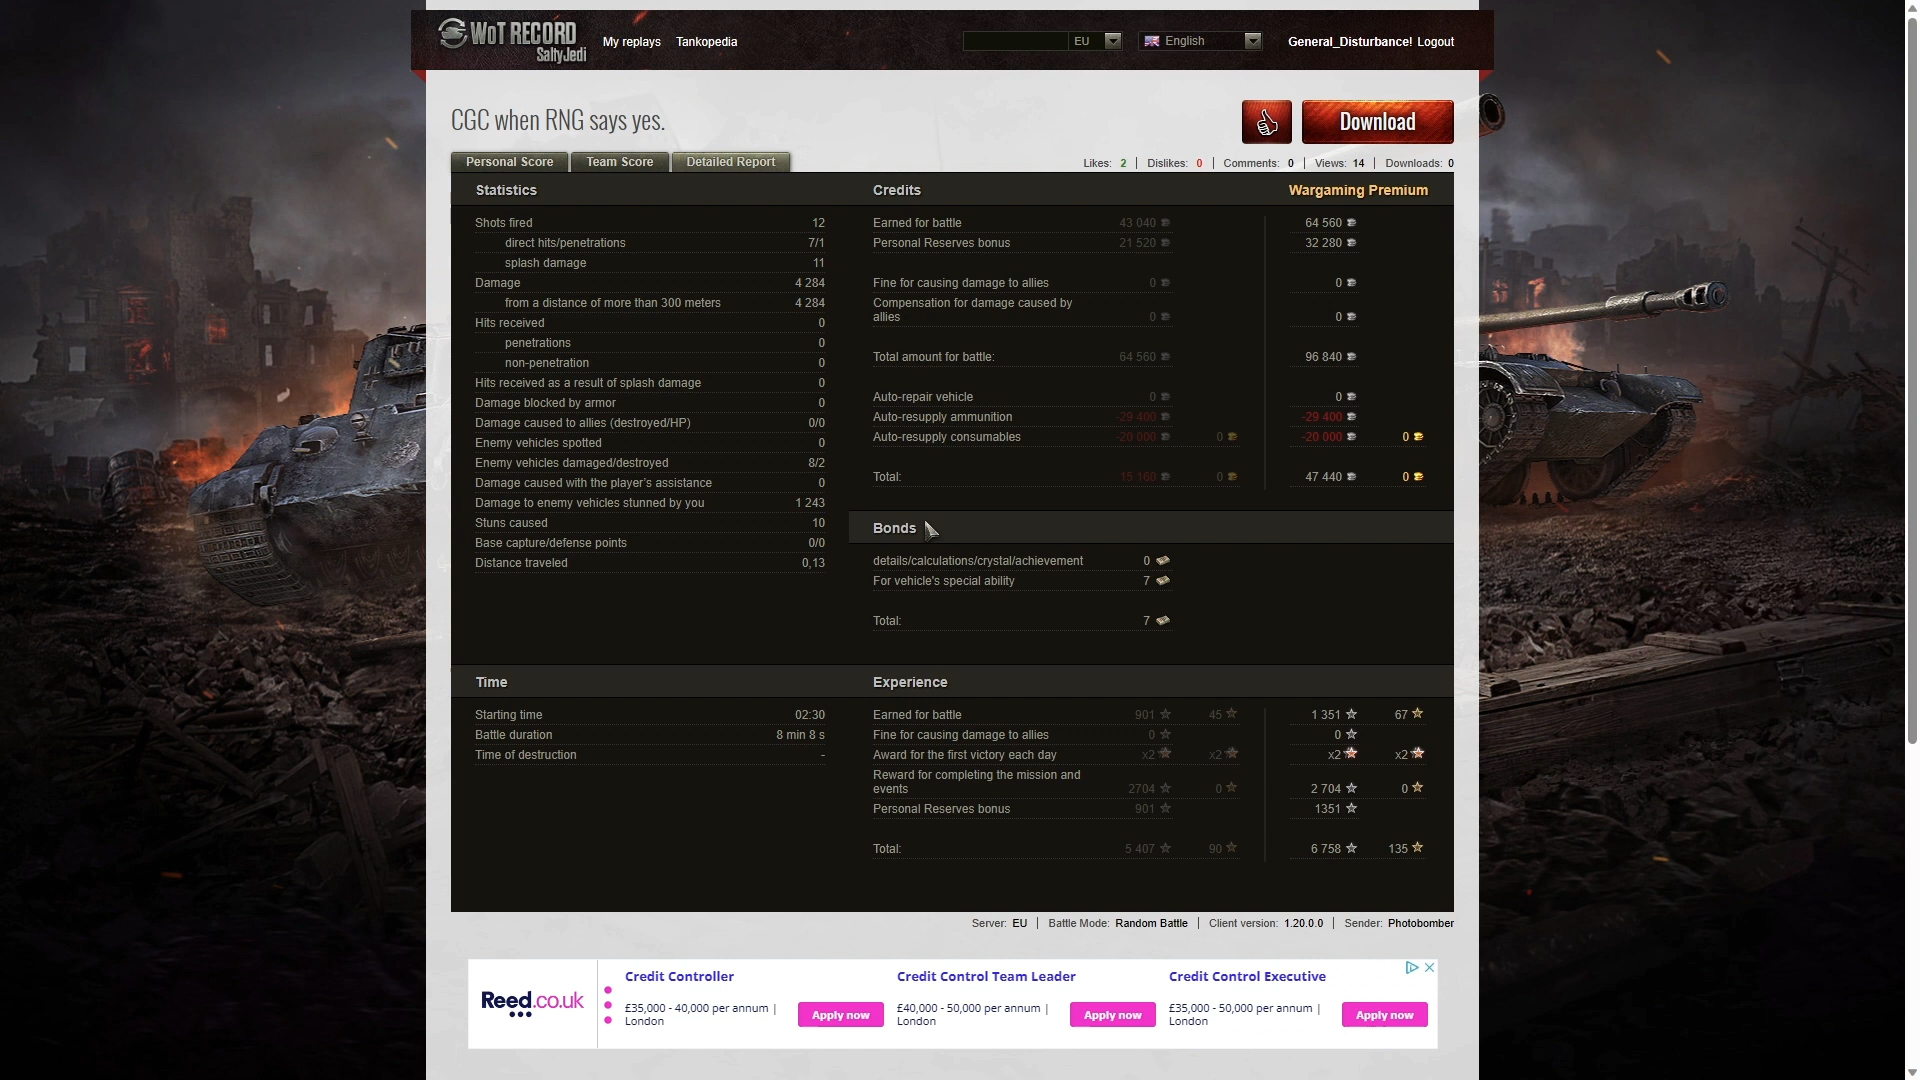 WoT RECORD
SaltyJedi
My replays Tankopedia
EU
English
General_Disturbance! Logout
CGC when RNG says yes.
Download
Personal Score Team Score Detailed Report
Likes: 2 | Dislikes: 0 | Comments: 0 | Views: 14 | Downloads: 0
Statistics
Shots fired 12
direct hits/penetrations 7/1
splash damage 11
Damage 4 284
from a distance of more than 300 meters 4 284
Hits received 0
penetrations 0
non-penetration 0
Hits received as a result of splash damage 0
Damage blocked by armor 0
Damage caused to allies (destroyed/HP) 0/0
Enemy vehicles spotted 0
Enemy vehicles damaged/destroyed 8/2
Damage caused with the player's assistance 0
Damage to enemy vehicles stunned by you 1 243
Stuns caused 10
Base capture/defense points 0/0
Distance traveled 0,13
Credits Wargaming Premium
Earned for battle 43 040 64 560
Personal Reserves bonus 21 520 32 280
Fine for causing damage to allies 0 0
Compensation for damage caused by
allies 0 0
Total amount for battle: 64 560 96 840
Auto-repair vehicle 0 0
Auto-resupply ammunition -29 400 -29 400
Auto-resupply consumables -20 000 0 -20 000 0
Total: 15 160 0 47 440 0
Bonds
details/calculations/crystal/achievement 0
For vehicle's special ability 7
Total: 7
Time
Starting time 02:30
Battle duration 8 min 8 s
Time of destruction -
Experience
Earned for battle 901 45 1 351 67
Fine for causing damage to allies 0 0
Award for the first victory each day x2 x2 x2 x2
Reward for completing the mission and
events 2704 0 2 704 0
Personal Reserves bonus 901 1351
Total: 5 407 90 6 758 135
Server: EU | Battle Mode: Random Battle | Client version: 1.20.0.0 | Sender: Photobomber
Reed.co.uk
Credit Controller
£35,000 - 40,000 per annum |
London
Apply now
Credit Control Team Leader
£40,000 - 50,000 per annum |
London
Apply now
Credit Control Executive
£35,000 - 50,000 per annum |
London
Apply now